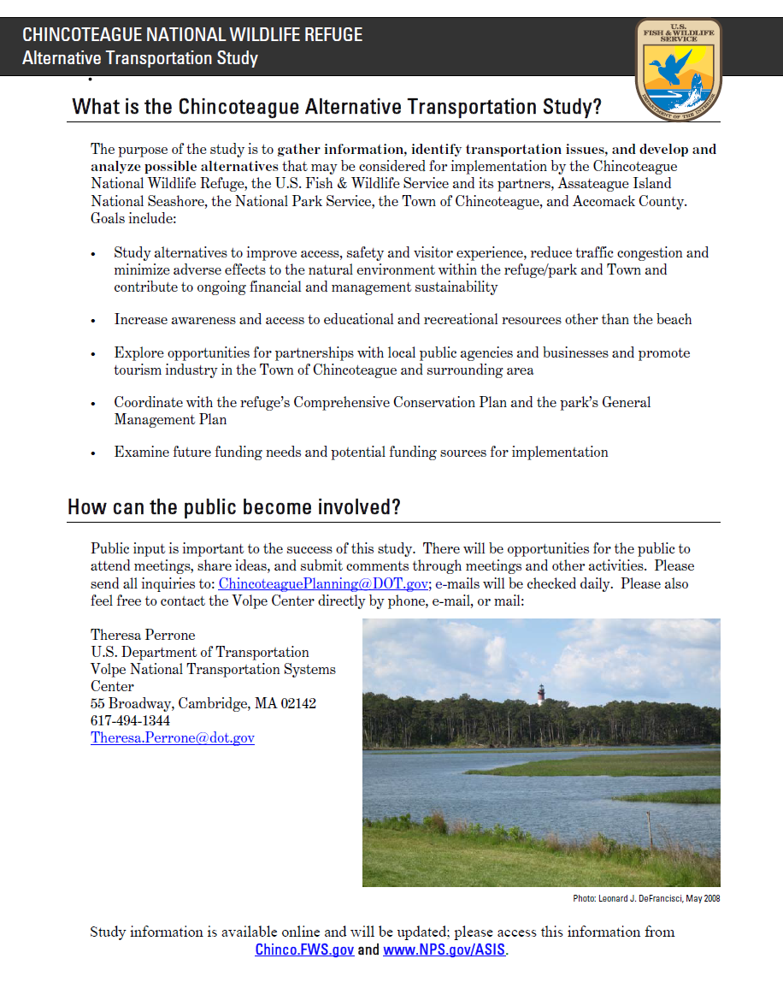 CHINCOTEAGUE NATIONAL WILDLIFE REFUGE
Alternative Transportation Study
U.S.
FISH & WILDLIFE
SERVICE
DEPARTMENT OF THE INTERIOR
What is the Chincoteague Alternative Transportation Study?
The purpose of the study is to gather information, identify transportation issues, and develop and
analyze possible alternatives that may be considered for implementation by the Chincoteague
National Wildlife Refuge, the U.S. Fish & Wildlife Service and its partners, Assateague Island
National Seashore, the National Park Service, the Town of Chincoteague, and Accomack County.
Goals include:
• Study alternatives to improve access, safety and visitor experience, reduce traffic congestion and
minimize adverse effects to the natural environment within the refuge/park and Town and
contribute to ongoing financial and management sustainability
• Increase awareness and access to educational and recreational resources other than the beach
• Explore opportunities for partnerships with local public agencies and businesses and promote
tourism industry in the Town of Chincoteague and surrounding area
• Coordinate with the refuge's Comprehensive Conservation Plan and the park's General
Management Plan
• Examine future funding needs and potential funding sources for implementation
How can the public become involved?
Public input is important to the success of this study.  There will be opportunities for the public to
attend meetings, share ideas, and submit comments through meetings and other activities.  Please
send all inquiries to: ChincoteaguePlanning@DOT.gov; e-mails will be checked daily.  Please also
feel free to contact the Volpe Center directly by phone, e-mail, or mail:
Theresa Perrone
U.S. Department of Transportation
Volpe National Transportation Systems
Center
55 Broadway, Cambridge, MA 02142
617-494-1344
Theresa.Perrone@dot.gov
Photo: Leonard J. DeFrancisci, May 2008
Study information is available online and will be updated; please access this information from
Chinco.FWS.gov and www.NPS.gov/ASIS.